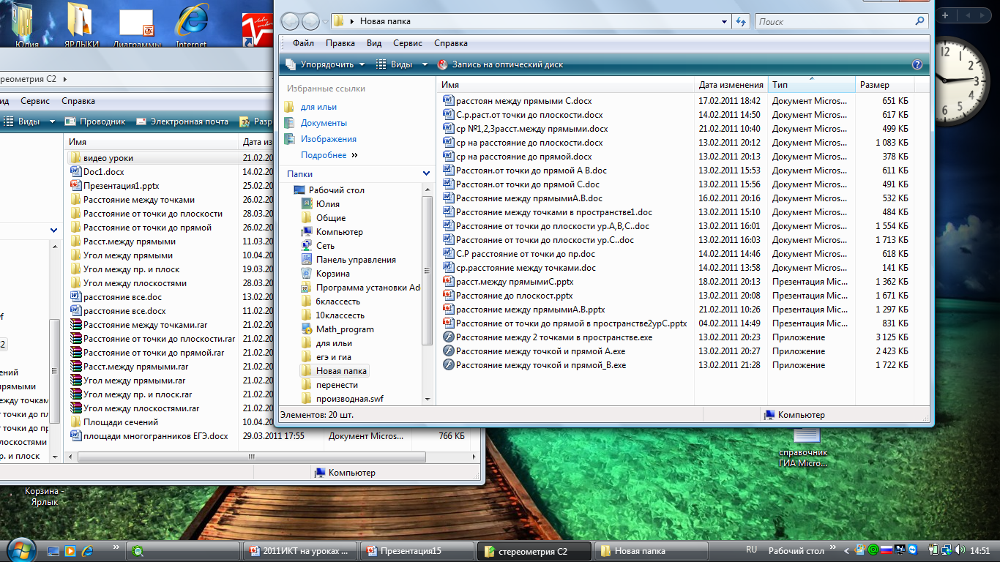 Юлия
ЯРЛЫКИ
Диаграммы
Internet
Новая папка
Поиск
Файл Правка Вид Сервис Справка
Упорядочить Виды Запись на оптический диск
Имя Дата изменения Тип Размер
расстоян между прямыми C.docx 17.02.2011 18:42 Документ Micros... 651 КБ
С.р.раст.от точки до плоскости.docx 14.02.2011 14:50 Документ Micros... 617 КБ
ср №1,2,3расст.между прямыми.docx 21.02.2011 10:40 Документ Micros... 499 КБ
ср на расстояние до плоскости.docx 13.02.2011 20:12 Документ Micros... 1 083 КБ
ср на расстояние до прямой.docx 13.02.2011 20:13 Документ Micros... 378 КБ
Расстоян.от точки до прямой А В.doc 13.02.2011 15:53 Документ Micros... 611 КБ
Расстоян.от точки до прямой С.doc 13.02.2011 15:56 Документ Micros... 491 КБ
Расстояние между прямымиА.В.doc 16.02.2011 20:16 Документ Micros... 532 КБ
Расстояние между точками в пространстве1.doc 13.02.2011 15:10 Документ Micros... 484 КБ
Расстояние от точки до плоскости ур.А,В,С..doc 13.02.2011 16:01 Документ Micros... 1 554 КБ
Расстояние от точки до плоскости ур.С..doc 13.02.2011 16:03 Документ Micros... 1 713 КБ
С.Р расстояние от точки до пр.doc 14.02.2011 14:46 Документ Micros... 618 КБ
ср.расстояние между точками.doc 14.02.2011 13:58 Документ Micros... 141 КБ
расст.между прямымиС.pptx 18.02.2011 20:13 Презентация Mic... 1 362 КБ
Расстояние до плоскост.pptx 13.02.2011 20:08 Презентация Mic... 1 671 КБ
расстояние между прямымиА.В.pptx 21.02.2011 10:26 Презентация Mic... 1 297 КБ
Расстояние от точки до прямой в пространстве2урС.pptx 04.02.2011 14:49 Презентация Mic... 831 КБ
Расстояние между 2 точками в пространстве.exe 13.02.2011 20:23 Приложение 3 125 КБ
Расстояние между точкой и прямой А.exe 13.02.2011 20:27 Приложение 2 423 КБ
Расстояние между точкой и прямой_В.exe 13.02.2011 21:28 Приложение 1 722 КБ
Избранные ссылки
для ильи
Документы
Изображения
Подробнее »
Папки
Рабочий стол
Юлия
Общие
Компьютер
Сеть
Панель управления
Корзина
Программа установки Ad
6классесть
10классесть
Math_program
для ильи
егэ и гиа
Новая папка
перенести
производная.swf
Элементов: 20 шт.
Компьютер
тереометрия С2
ид Сервис Справка
Виды Проводник Электронная почта Разр
Имя Дата из
видео уроки 21.02.20
Doc1.docx 14.02.20
Презентация1.pptx 25.02.20
Расстояние между точками 26.02.20
Расстояние от точки до плоскости 28.03.20
Расстояние от точки до прямой 26.02.20
Расст.между прямыми 11.03.20
Угол между прямыми 10.04.20
Угол между пр. и плоск 19.03.20
Угол между плоскостями 28.03.20
расстояние все.doc 13.02.20
расстояние все.docx 11.02.20
Расстояние между точками.rar 21.02.20
Расстояние от точки до плоскости.rar 21.02.20
Расстояние от точки до прямой.rar 21.02.20
Расст.между прямыми.rar 21.02.20
Угол между прямыми.rar 21.02.20
Угол между пр. и плоск.rar 21.02.20
Угол между плоскостями.rar 21.02.20
Площади сечений 10.04.20
площади многогранников ЕГЭ.docx 29.03.2011 17:55 Документ Micros... 766 КБ
wf
С2
ений
прямыми
ежду точкам
т точки до пл
т точки до пр
лоскостями
р. и плоск
Компьютер
12
1
2
3
4
5
6
справочник
ГИА Micro...
Корзина -
Ярлык
2011ИКТ на уроках ...
Презентация15
стереометрия С2
Новая папка
RU
Рабочий стол »
14:51